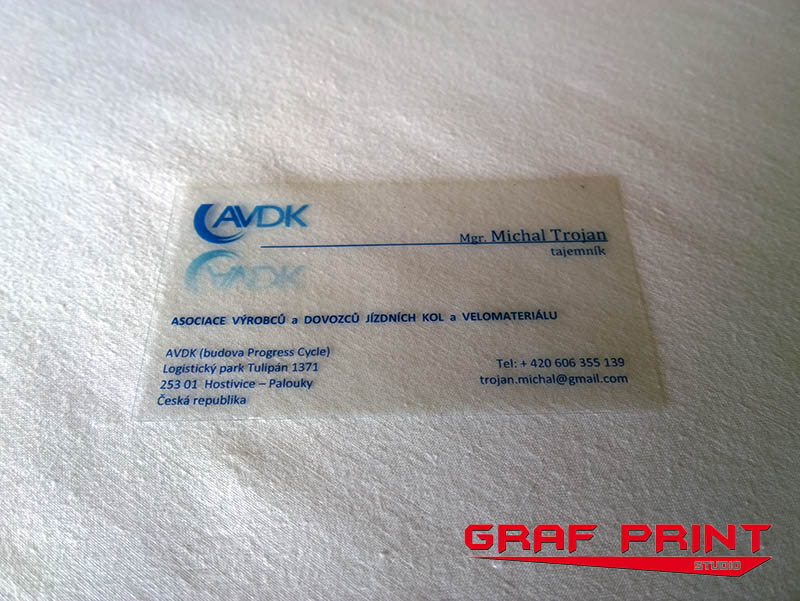 AVDK
Mgr. Michal Trojan
tajemník
ASOCIACE VÝROBCŮ a DOVOZCŮ JÍZDNÍCH KOL a VELOMATERIÁLU
AVDK (budova Progress Cycle)
Logistický park Tulipán 1371
253 01 Hostivice – Palouky
Česká republika
Tel: + 420 606 355 139
trojan.michal@gmail.com
GRAF PRINT
STUDIO